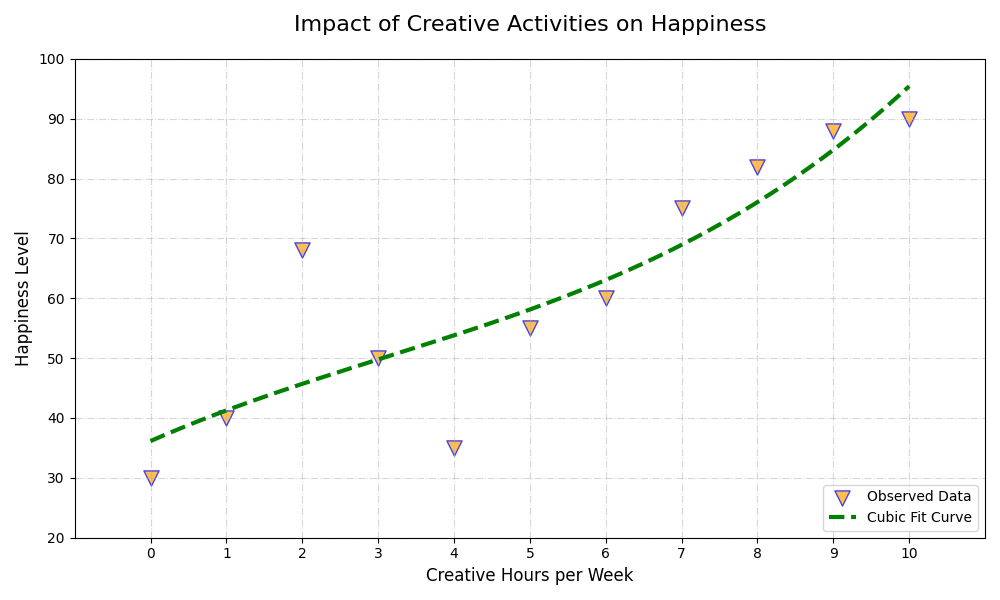 Impact of Creative Activities on Happiness
100
90
80
70
60
50
40
30
20
Happiness Level
0 1 2 3 4 5 6 7 8 9 10
Creative Hours per Week
Observed Data
Cubic Fit Curve